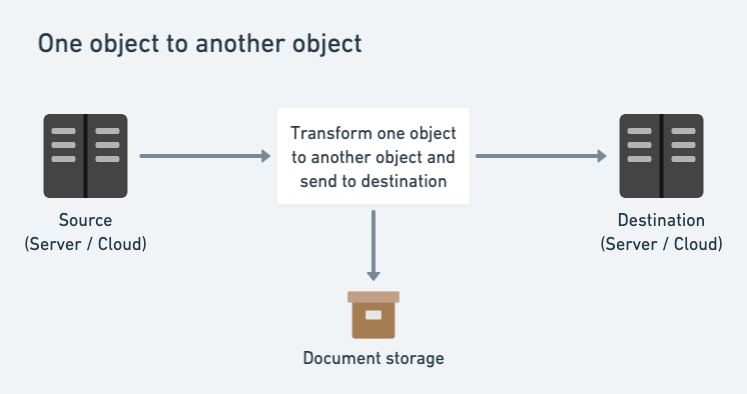 One object to another object
Transform one object
to another object and
send to destination
Source
(Server / Cloud)
Destination
(Server / Cloud)
Document storage